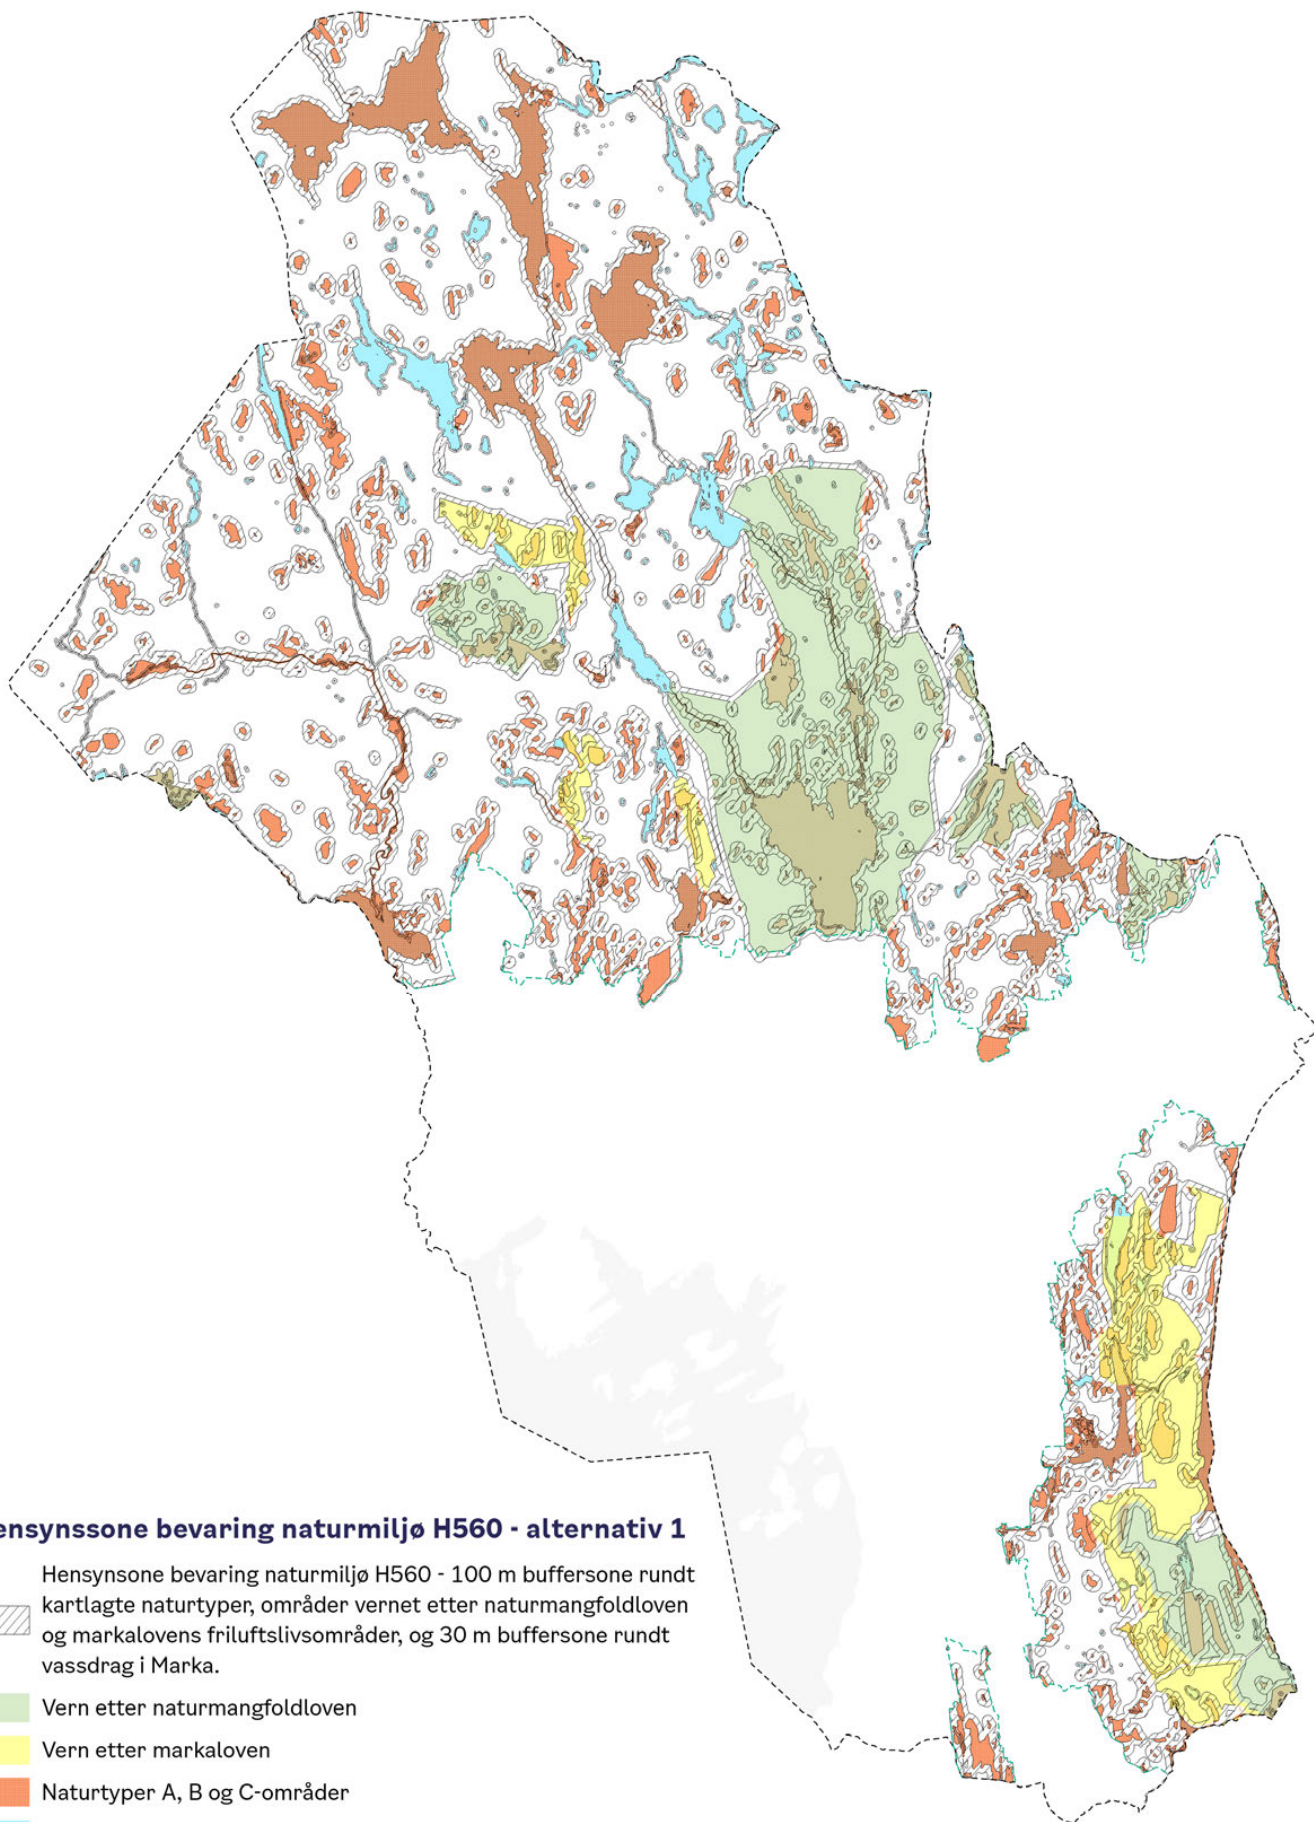 ensynssone bevaring naturmiljø H560 - alternativ 1
Hensynsone bevaring naturmiljø H560 - 100 m buffersone rundt
kartlagte naturtyper, områder vernet etter naturmangfoldloven
og markalovens friluftslivsområder, og 30 m buffersone rundt
vassdrag i Marka.
Vern etter naturmangfoldloven
Vern etter markaloven
Naturtyper A, B og C-områder